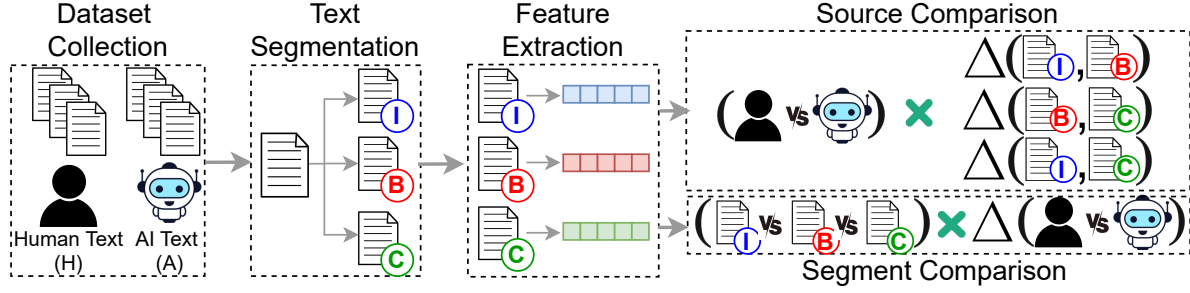 Dataset
Collection
Human Text
(H)
AI Text
(A)
Text
Segmentation
I
B
C
Feature
Extraction
I
B
C
Source Comparison
( vs ) × Δ( I , B )
Δ( B , C )
Δ( I , C )
( I vs B vs C ) × Δ ( vs )
Segment Comparison